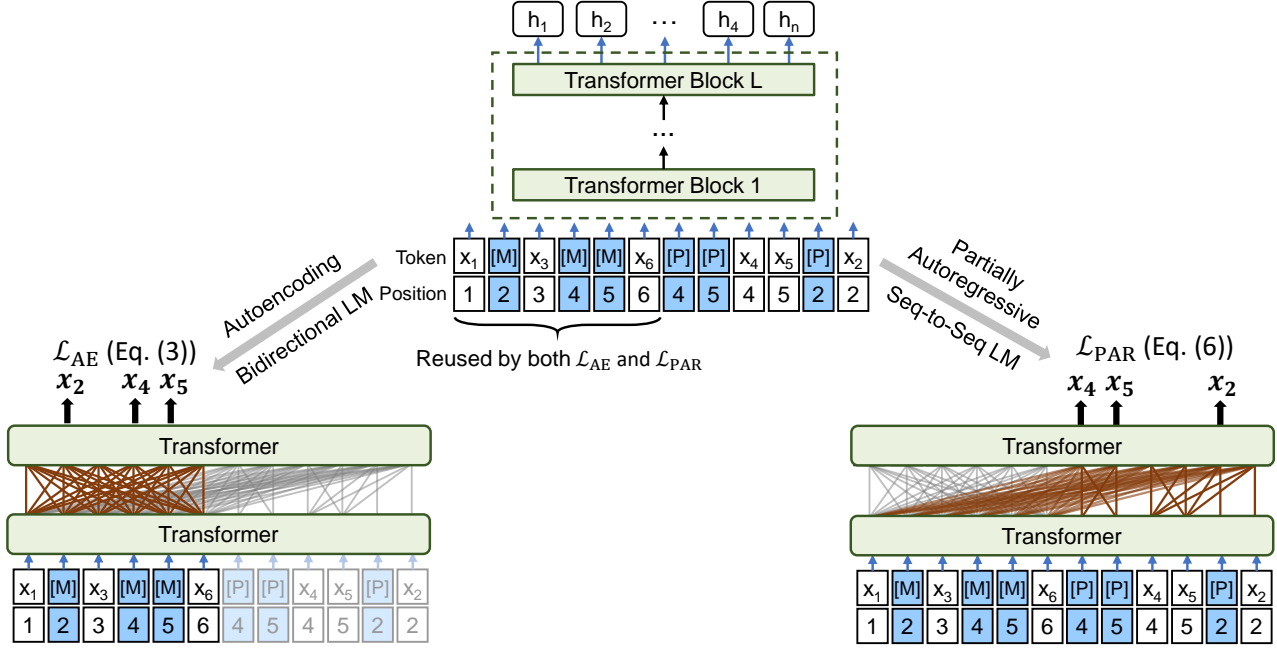 h1 h2 ... h4 hn
Transformer Block L
...
Transformer Block 1
Token x1 [M] x3 [M] [M] x6 [P] [P] x4 x5 [P] x2
Position 1 2 3 4 5 6 4 5 4 5 2 2
Reused by both ℒAE and ℒPAR
Autoencoding
Bidirectional LM
Partially
Autoregressive
Seq-to-Seq LM
ℒAE (Eq. (3))
x2 x4 x5
Transformer
Transformer
x1 [M] x3 [M] [M] x6 [P] [P] x4 x5 [P] x2
1 2 3 4 5 6 4 5 4 5 2 2
ℒPAR (Eq. (6))
x4 x5 x2
Transformer
Transformer
x1 [M] x3 [M] [M] x6 [P] [P] x4 x5 [P] x2
1 2 3 4 5 6 4 5 4 5 2 2